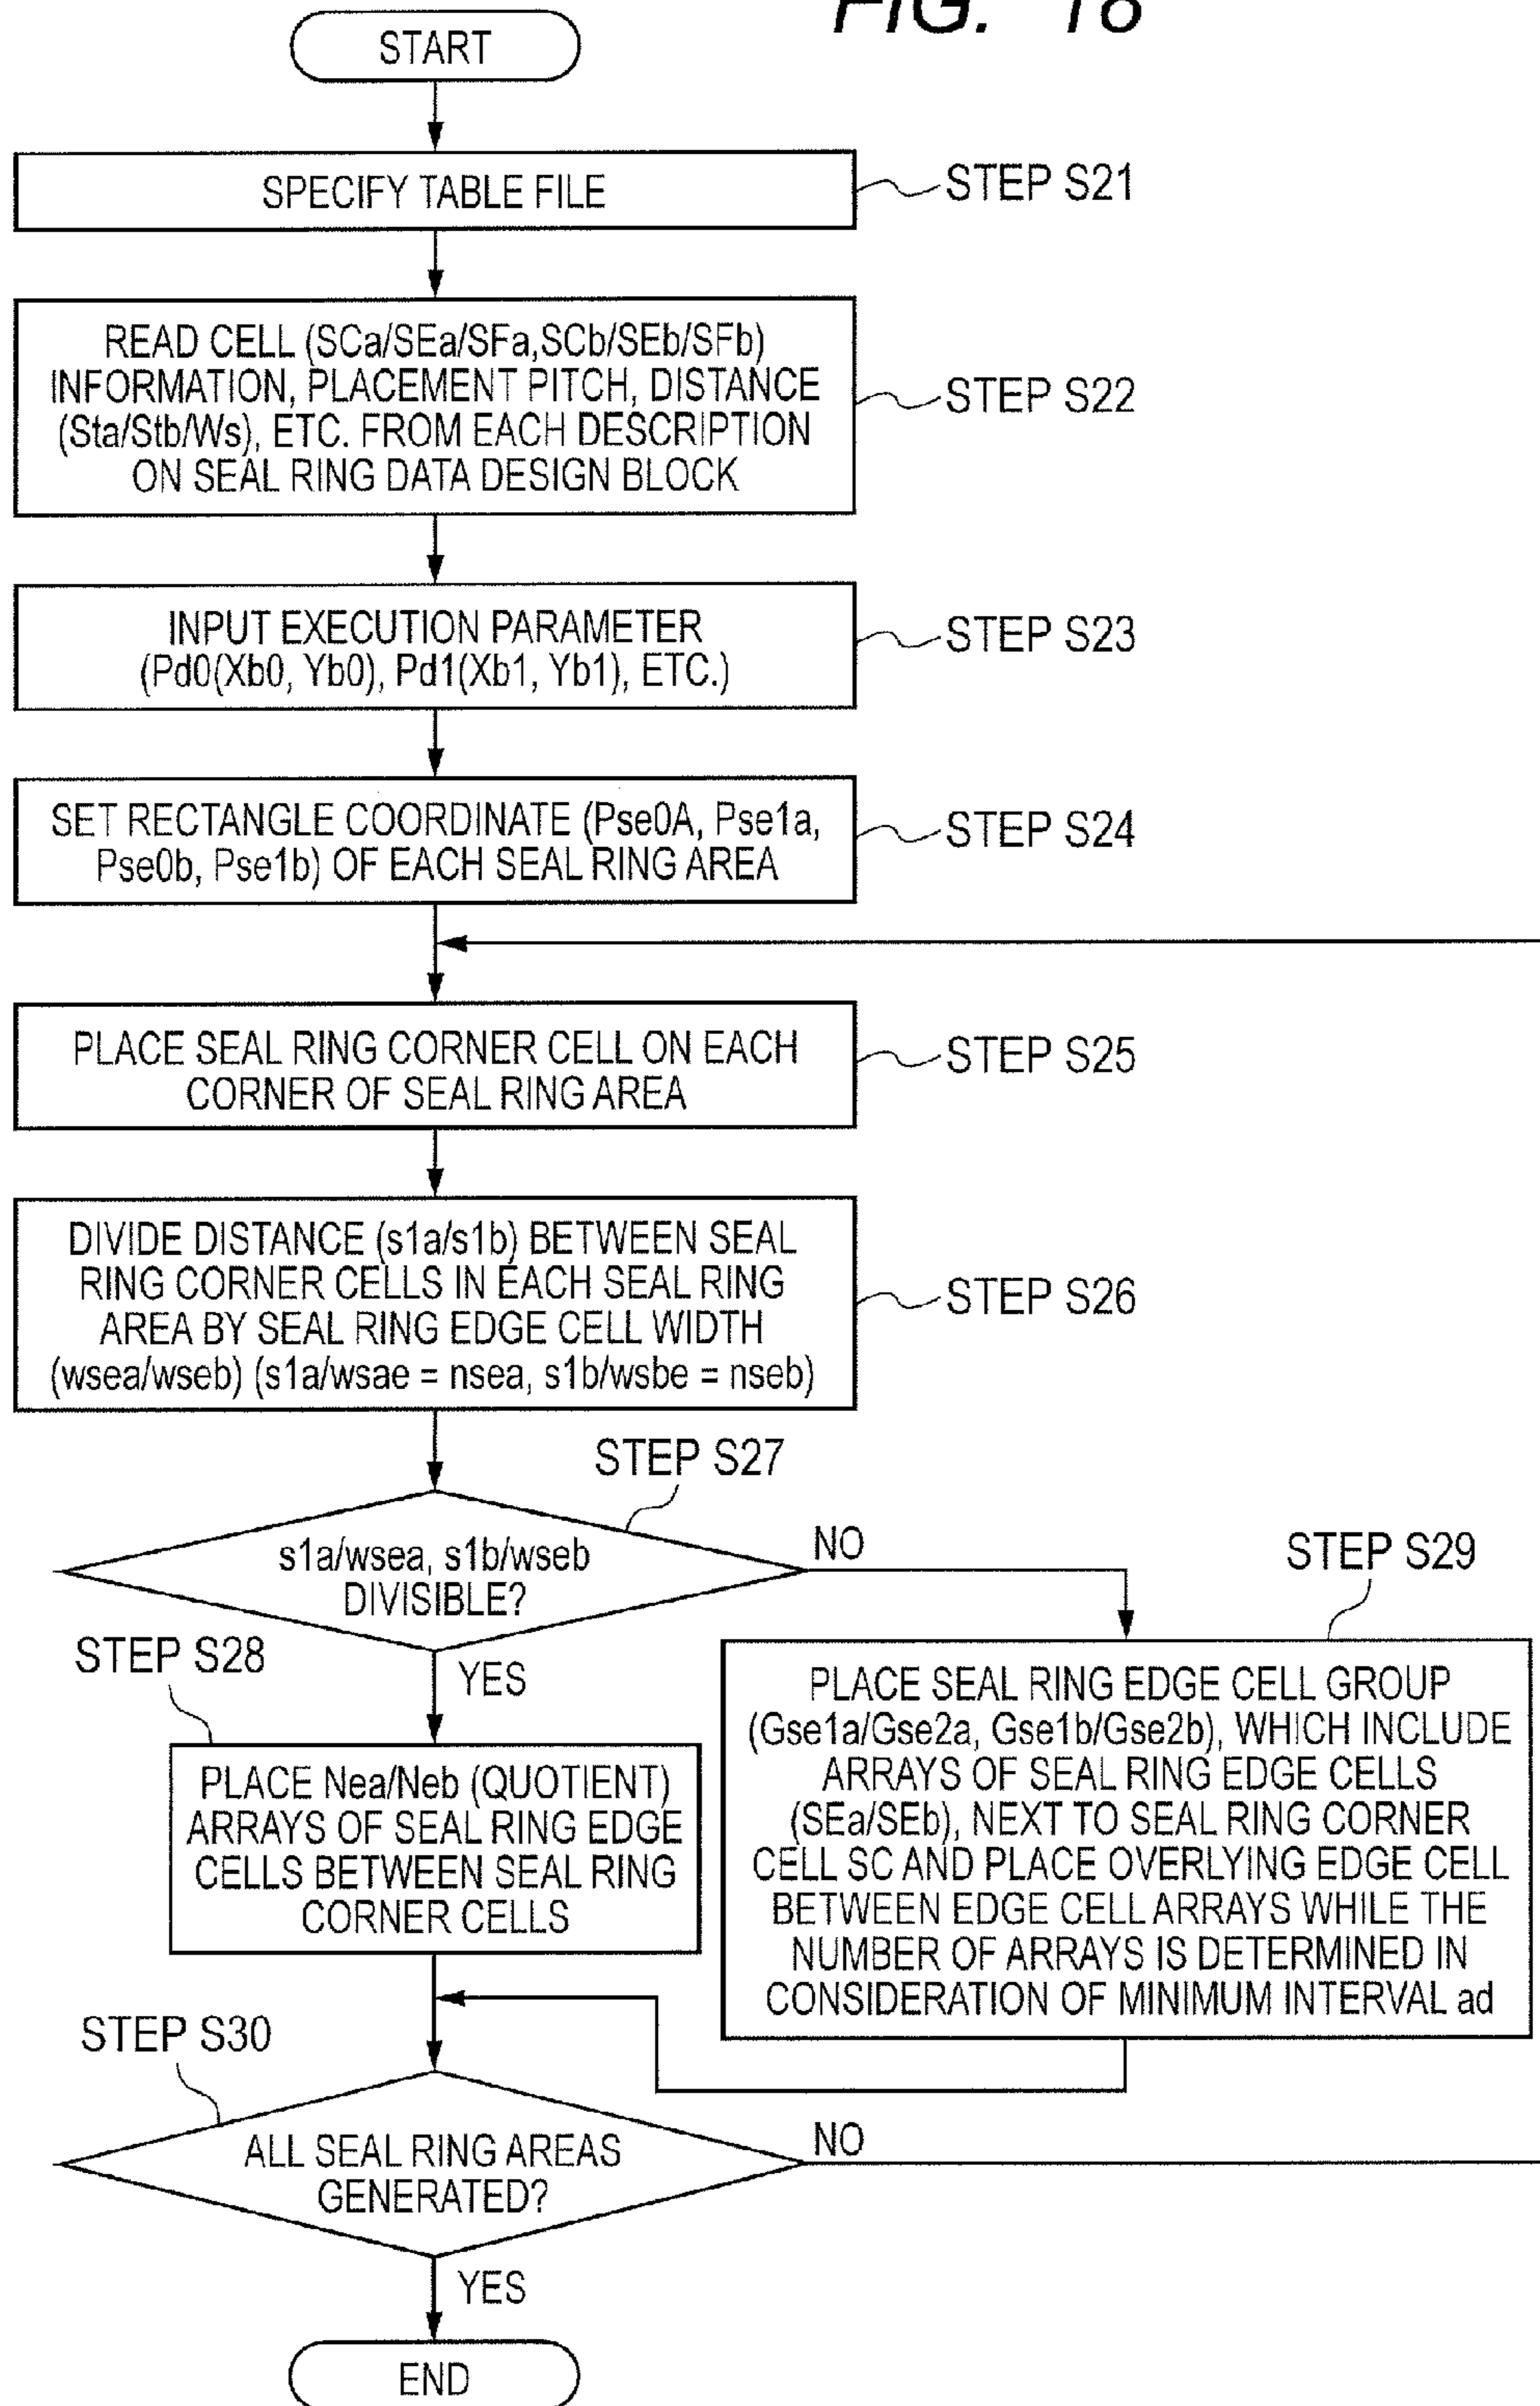 FIG. 18
START
SPECIFY TABLE FILE
STEP S21
READ CELL (SCa/SEa/SFa,SCb/SEb/SFb)
INFORMATION, PLACEMENT PITCH, DISTANCE
(Sta/Stb/Ws), ETC. FROM EACH DESCRIPTION
ON SEAL RING DATA DESIGN BLOCK
STEP S22
INPUT EXECUTION PARAMETER
(Pd0(Xb0, Yb0), Pd1(Xb1, Yb1), ETC.)
STEP S23
SET RECTANGLE COORDINATE (Pse0A, Pse1a,
Pse0b, Pse1b) OF EACH SEAL RING AREA
STEP S24
PLACE SEAL RING CORNER CELL ON EACH
CORNER OF SEAL RING AREA
STEP S25
DIVIDE DISTANCE (s1a/s1b) BETWEEN SEAL
RING CORNER CELLS IN EACH SEAL RING
AREA BY SEAL RING EDGE CELL WIDTH
(wsea/wseb) (s1a/wsae = nsea, s1b/wsbe = nseb)
STEP S26
STEP S27
s1a/wsea, s1b/wseb
DIVISIBLE?
NO
YES
STEP S28
PLACE Nea/Neb (QUOTIENT)
ARRAYS OF SEAL RING EDGE
CELLS BETWEEN SEAL RING
CORNER CELLS
STEP S29
PLACE SEAL RING EDGE CELL GROUP
(Gse1a/Gse2a, Gse1b/Gse2b), WHICH INCLUDE
ARRAYS OF SEAL RING EDGE CELLS
(SEa/SEb), NEXT TO SEAL RING CORNER
CELL SC AND PLACE OVERLYING EDGE CELL
BETWEEN EDGE CELL ARRAYS WHILE THE
NUMBER OF ARRAYS IS DETERMINED IN
CONSIDERATION OF MINIMUM INTERVAL ad
STEP S30
ALL SEAL RING AREAS
GENERATED?
NO
YES
END